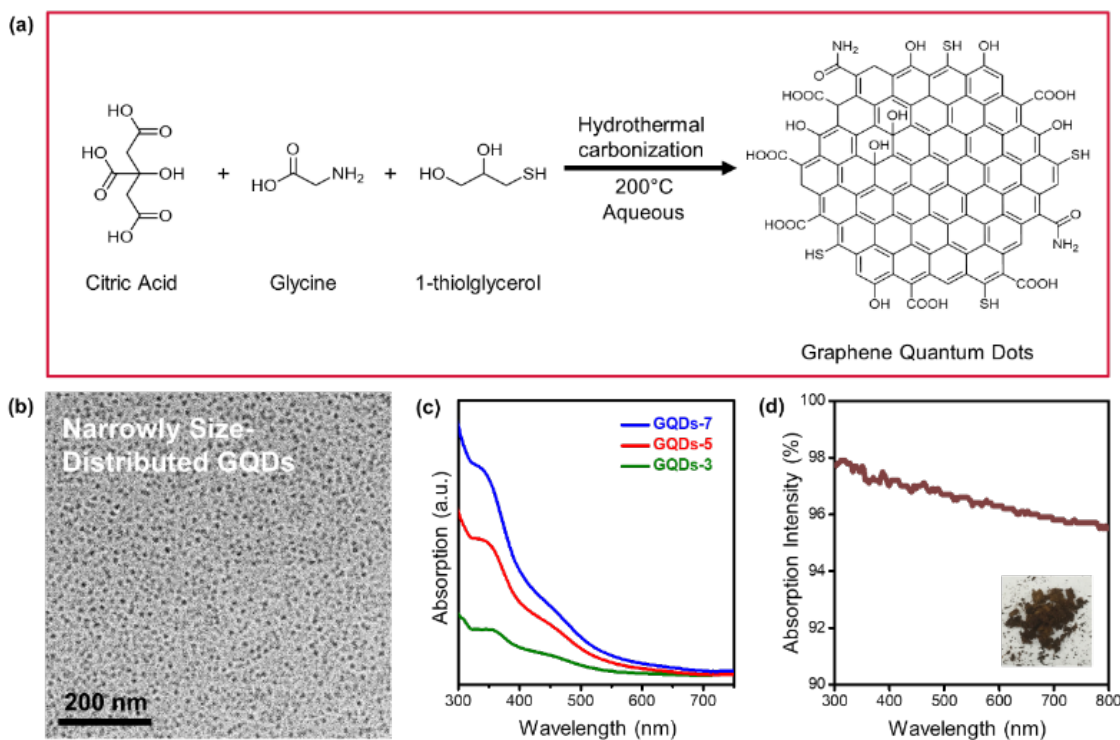 (a)
HO
O
HO
O
OH
O
HO
O
Citric Acid
+
O
HO
NH2
Glycine
+
OH
HO
SH
1-thiolglycerol
Hydrothermal
carbonization
200°C
Aqueous
NH2
O
OH
SH
OH
HOOC
COOH
OH
HO
OH
OH
HOOC
SH
HOOC
O
NH2
HS
OH
COOH
SH
COOH
Graphene Quantum Dots
(b)
Narrowly Size-
Distributed GQDs
200 nm
(c)
GQDs-7
GQDs-5
GQDs-3
Absorption (a.u.)
300 400 500 600 700
Wavelength (nm)
(d)
100
98
96
94
92
90
Absorption Intensity (%)
300 400 500 600 700 800
Wavelength (nm)